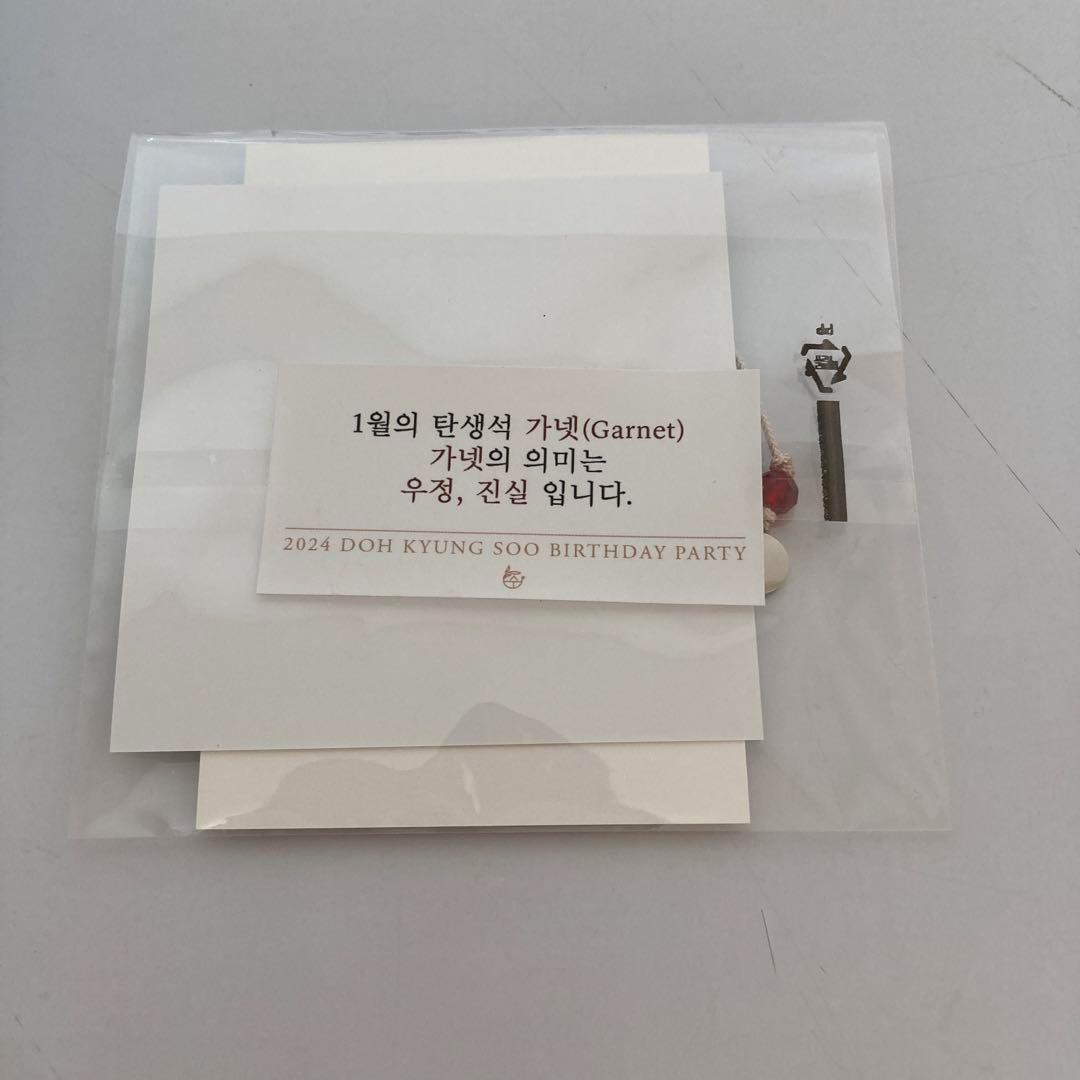 1월의 탄생석 가넷(Garnet)
가넷의 의미는
우정, 진실 입니다.
2024 DOH KYUNG SOO BIRTHDAY PARTY
PP